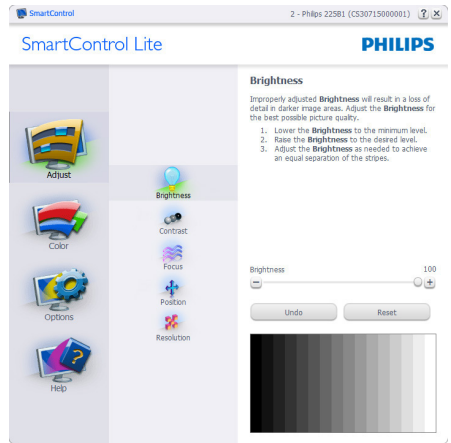 SmartControl
2 - Philips 225B1 (CS30715000001)
SmartControl Lite
PHILIPS
Adjust
Color
Options
Help
Brightness
Contrast
Focus
Position
Resolution
Brightness
Improperly adjusted Brightness will result in a loss of
detail in darker image areas. Adjust the Brightness for
the best possible picture quality.
1. Lower the Brightness to the minimum level.
2. Rase the Brightness to the desired level.
3. Adjust the Brightness as needed to achieve
an equal separation of the stripes.
Brightness 100
Undo
Reset